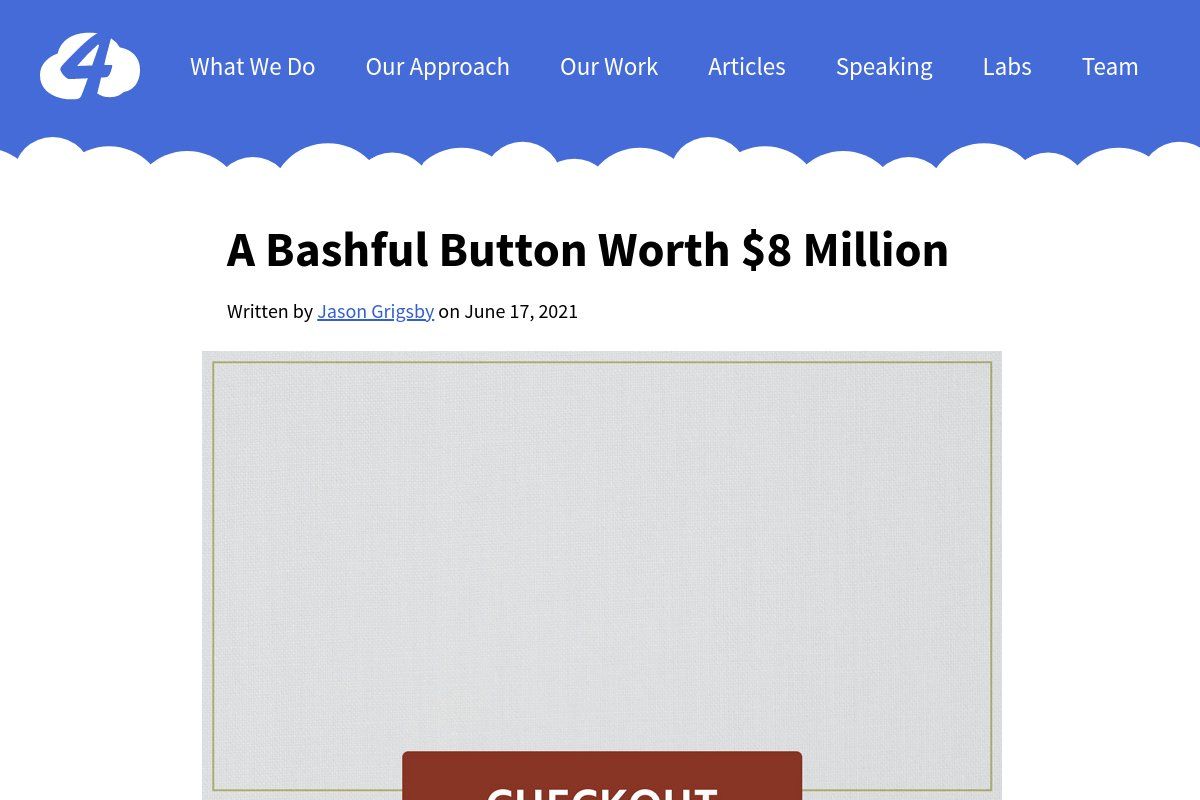 4
What We Do Our Approach Our Work Articles Speaking Labs Team
A Bashful Button Worth $8 Million
Written by Jason Grigsby on June 17, 2021
CHECKOUT